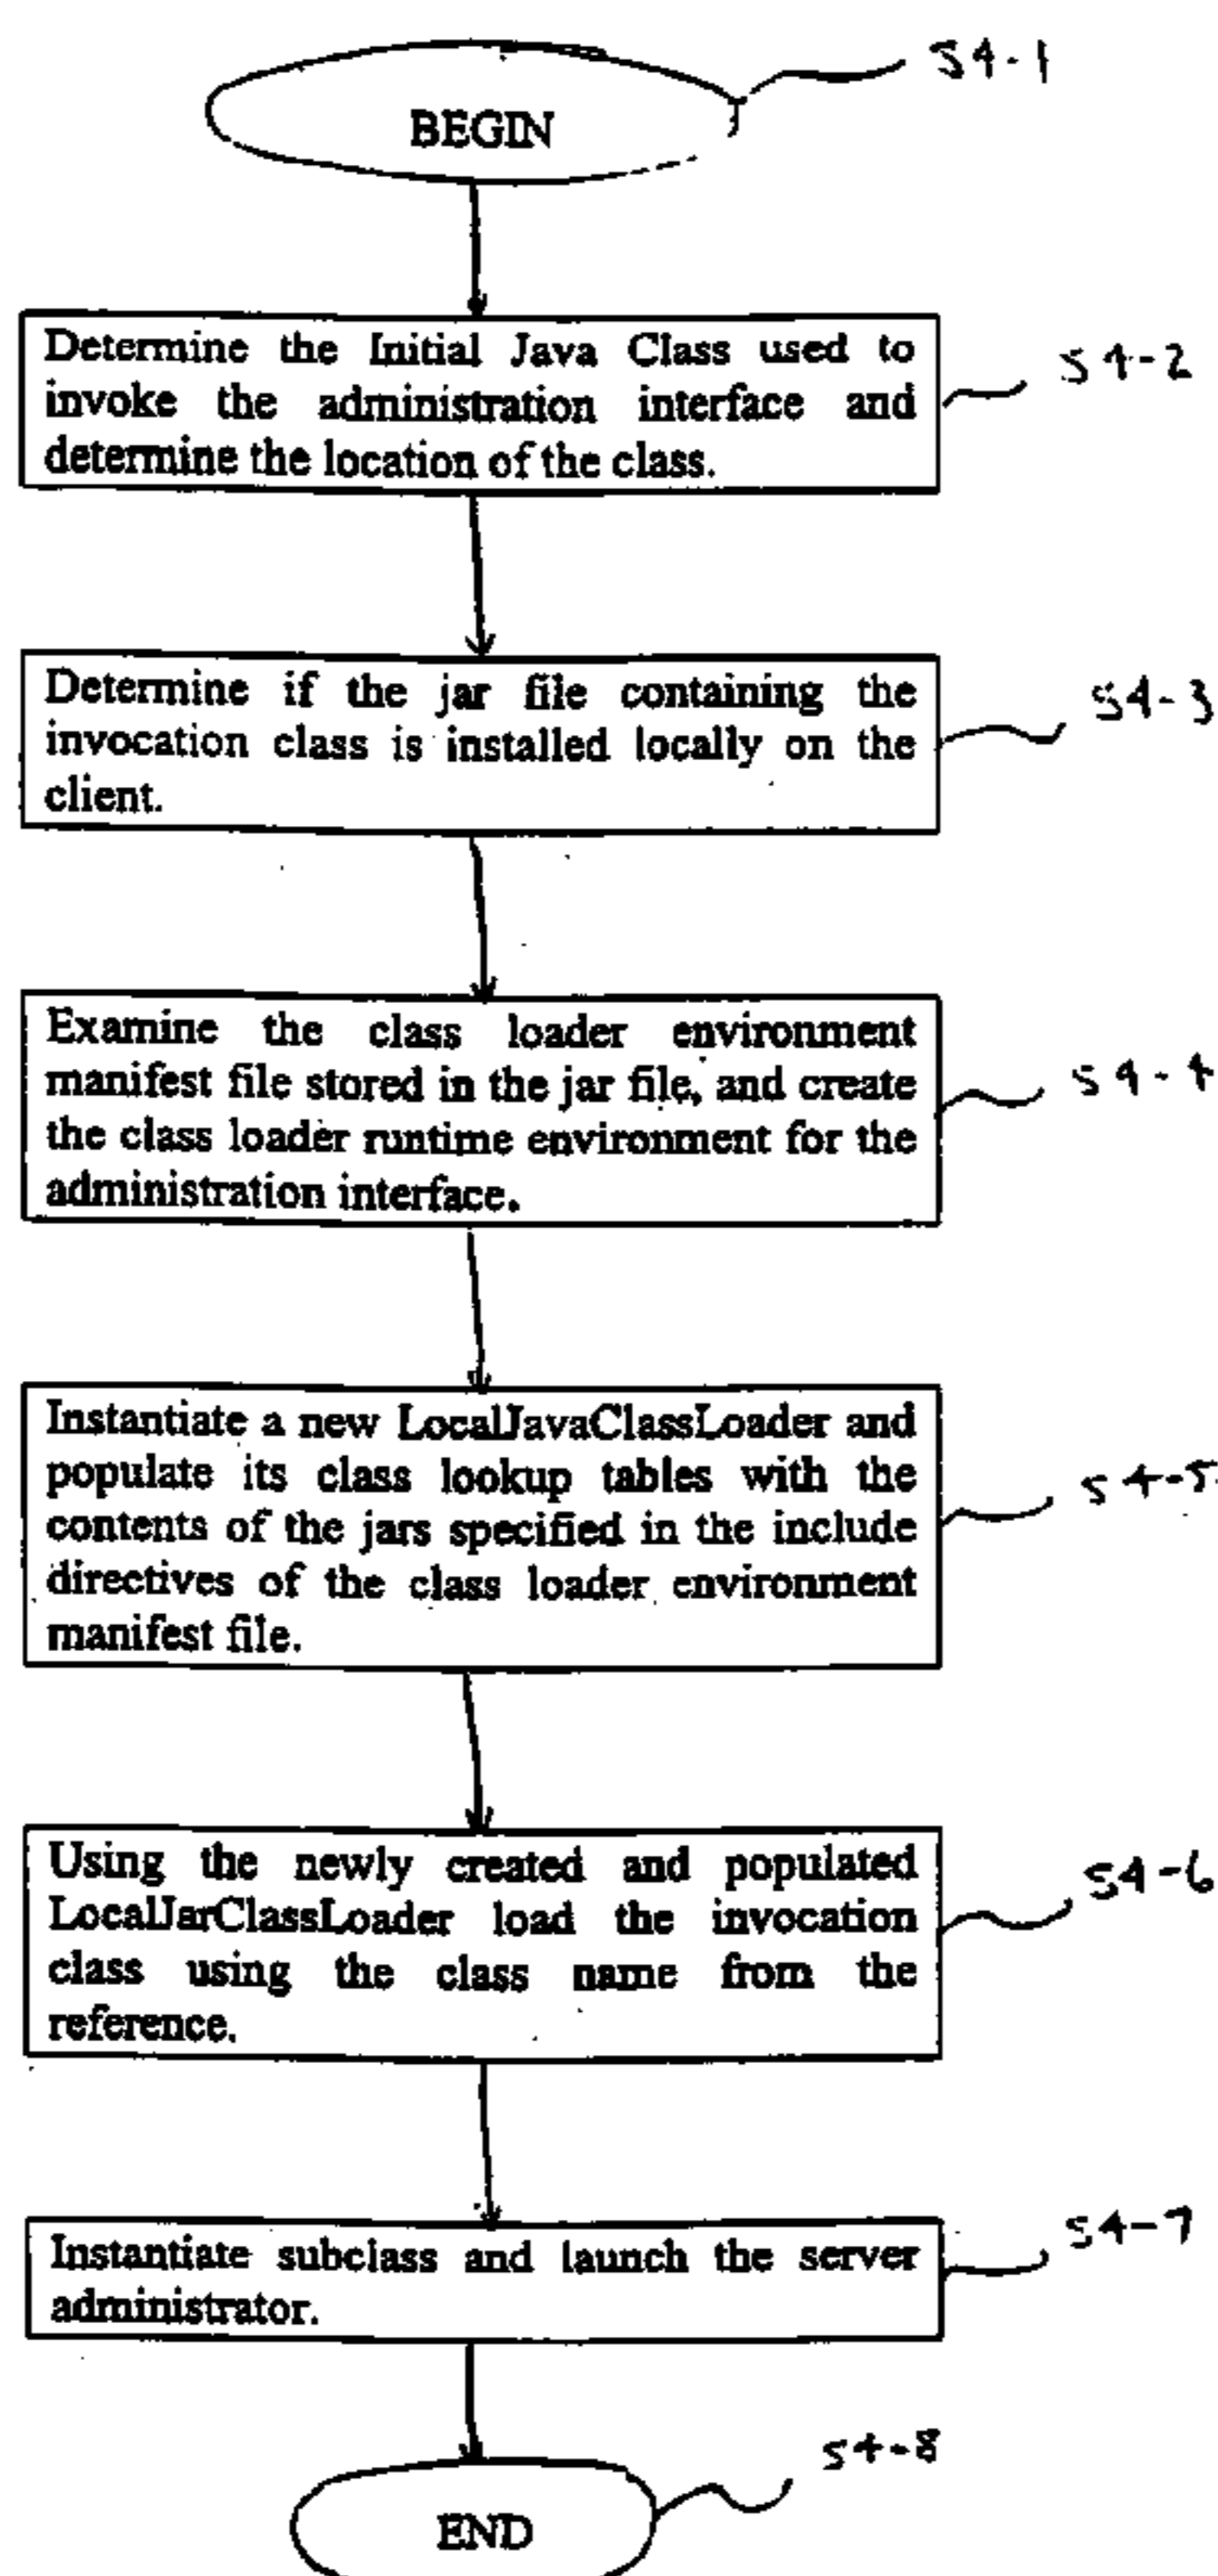 BEGIN
S4-1
Determine the Initial Java Class used to
invoke the administration interface and
determine the location of the class.
S4-2
Determine if the jar file containing the
invocation class is installed locally on the
client.
S4-3
Examine the class loader environment
manifest file stored in the jar file, and create
the class loader runtime environment for the
administration interface.
S4-4
Instantiate a new LocalJavaClassLoader and
populate its class lookup tables with the
contents of the jars specified in the include
directives of the class loader environment
manifest file.
S4-5
Using the newly created and populated
LocalJarClassLoader load the invocation
class using the class name from the
reference.
S4-6
Instantiate subclass and launch the server
administrator.
S4-7
END
S4-8